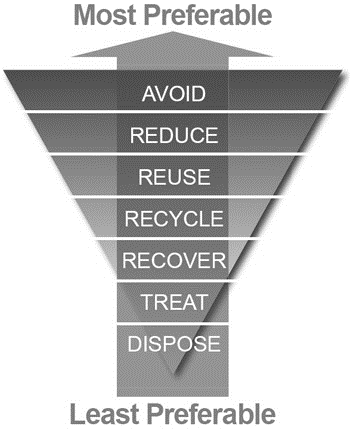 Most Preferable
AVOID
REDUCE
REUSE
RECYCLE
RECOVER
TREAT
DISPOSE
Least Preferable